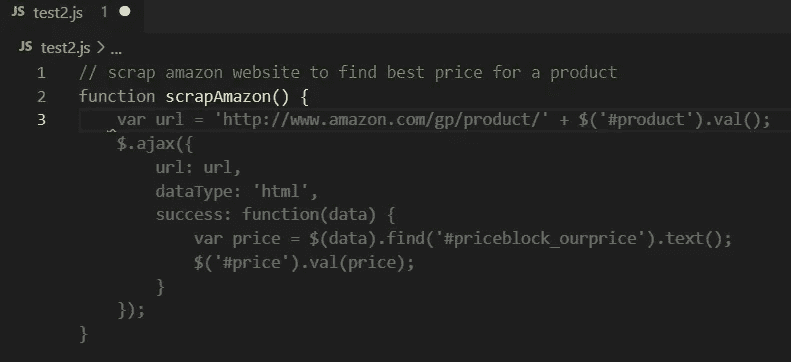 JS test2.js 1 ●
JS test2.js > ...
1 // scrap amazon website to find best price for a product
2 function scrapAmazon() {
3 var url = 'http://www.amazon.com/gp/product/' + $('#product').val();
$.ajax({
url: url,
dataType: 'html',
success: function(data) {
var price = $(data).find('#priceblock_ourprice').text();
$('#price').val(price);
}
});
}